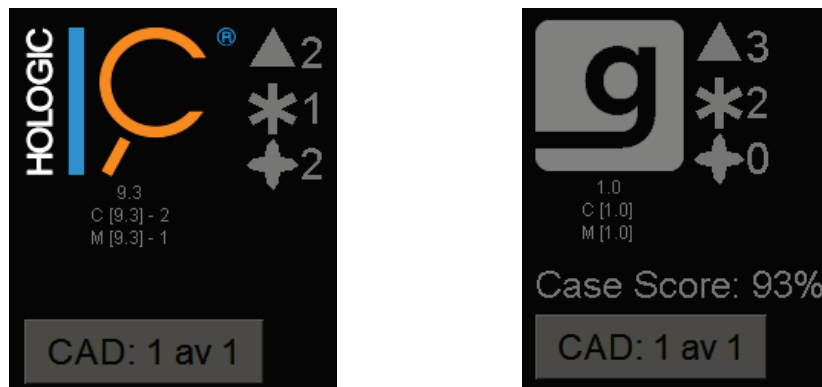 HOLOGIC
®
2
1
2
9.3
C [9.3] - 2
M [9.3] - 1
CAD: 1 av 1
g
3
2
0
1.0
C [1.0]
M [1.0]
Case Score: 93%
CAD: 1 av 1